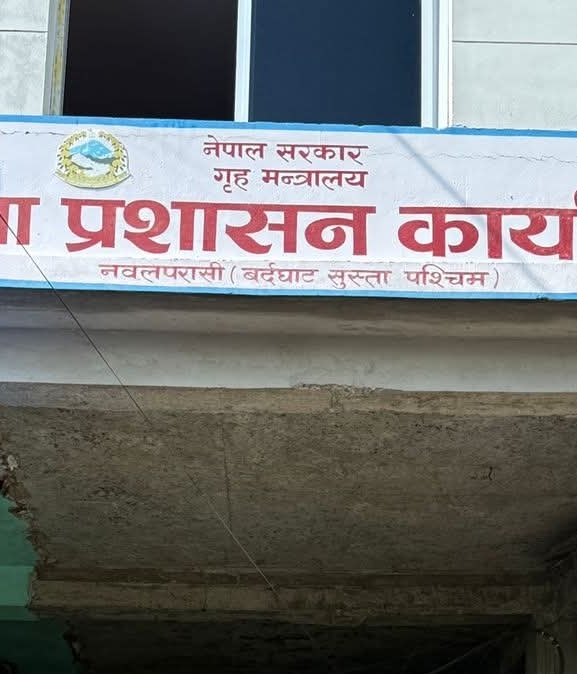 नेपाल सरकार
गृह मन्त्रालय
ा प्रशासन कार्य
नवलपरासी ( बर्दघाट सुस्ता पश्चिम )